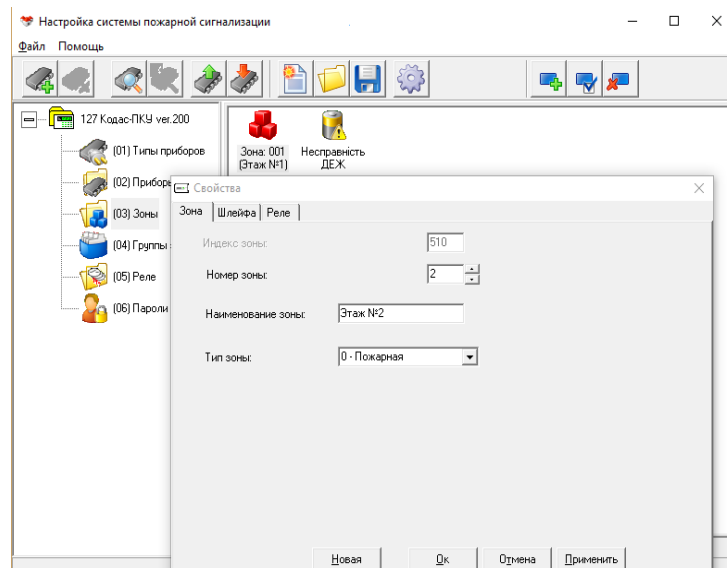 Настройка системы пожарной сигнализации
Файл Помощь
127 Кодас-ПКУ ver.200
(01) Типы приборов
(02) Приборы
(03) Зоны
(04) Группы
(05) Реле
(06) Пароли
Зона: 001
(Этаж №1)
Несправність
ДЕЖ
Свойства
Зона Шлейфа Реле
Индекс зоны: 510
Номер зоны: 2
Наименование зоны: Этаж №2
Тип зоны: 0 - Пожарная
Новая Ок Отмена Применить